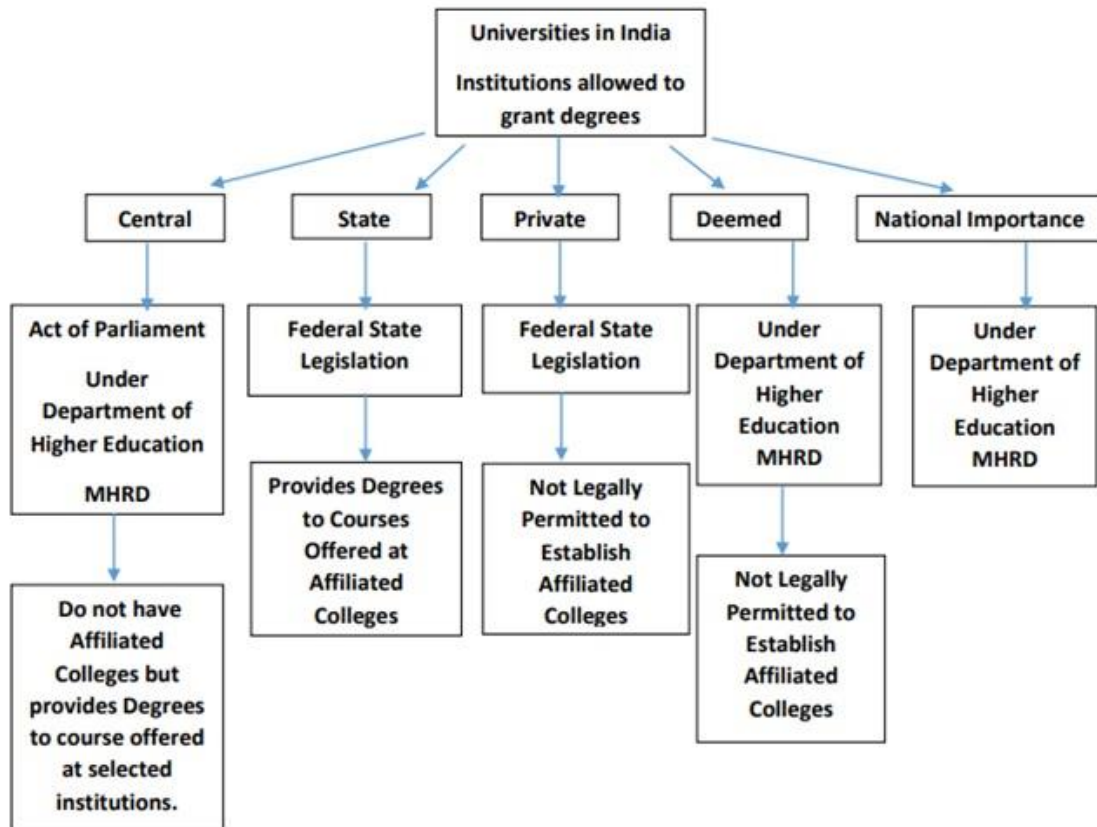 Universities in India
Institutions allowed to
grant degrees
Central
State
Private
Deemed
National Importance
Act of Parliament
Under
Department of
Higher Education
MHRD
Federal State
Legislation
Federal State
Legislation
Under
Department of
Higher
Education
MHRD
Under
Department of
Higher
Education
MHRD
Do not have
Affiliated
Colleges but
provides Degrees
to course offered
at selected
institutions.
Provides Degrees
to Courses
Offered at
Affiliated
Colleges
Not Legally
Permitted to
Establish
Affiliated
Colleges
Not Legally
Permitted to
Establish
Affiliated
Colleges